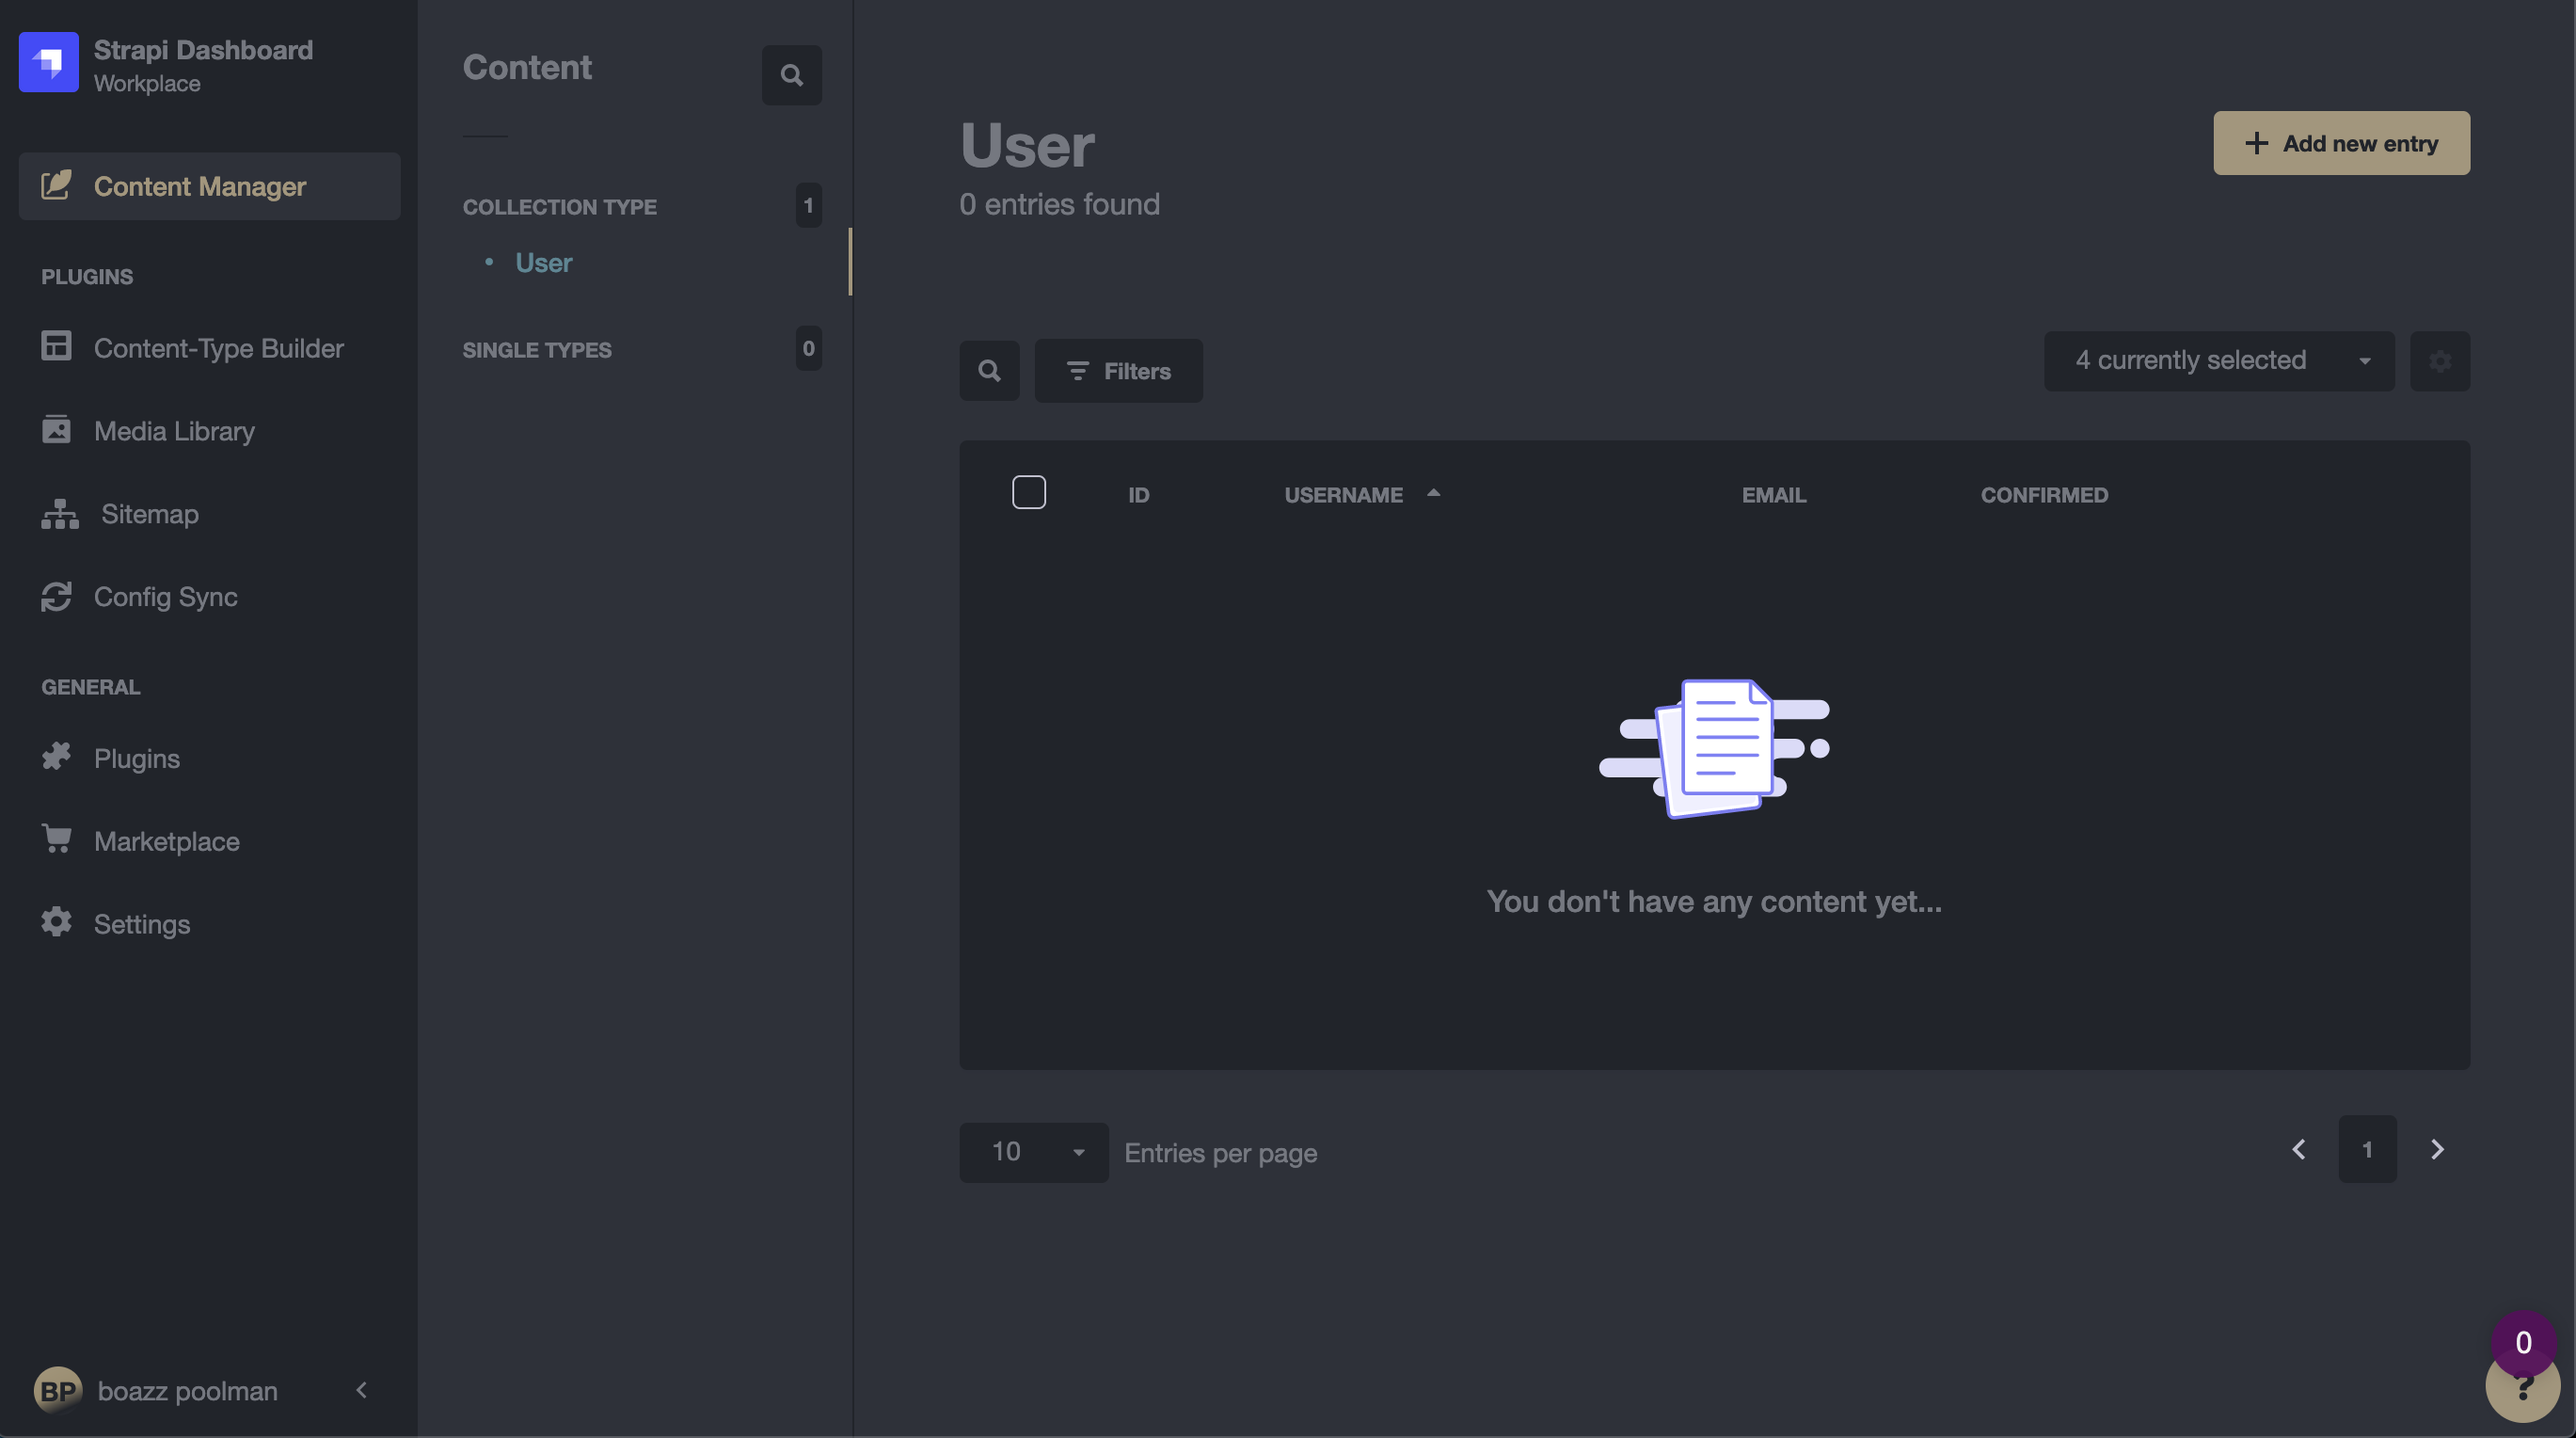 Strapi Dashboard
Workplace
Content Manager
PLUGINS
Content-Type Builder
Media Library
Sitemap
Config Sync
GENERAL
Plugins
Marketplace
Settings
BP boazz poolman
Content
COLLECTION TYPE 1
User
SINGLE TYPES 0
User
0 entries found
Add new entry
Filters
4 currently selected
ID USERNAME EMAIL CONFIRMED
You don't have any content yet...
10 Entries per page
1
0
?